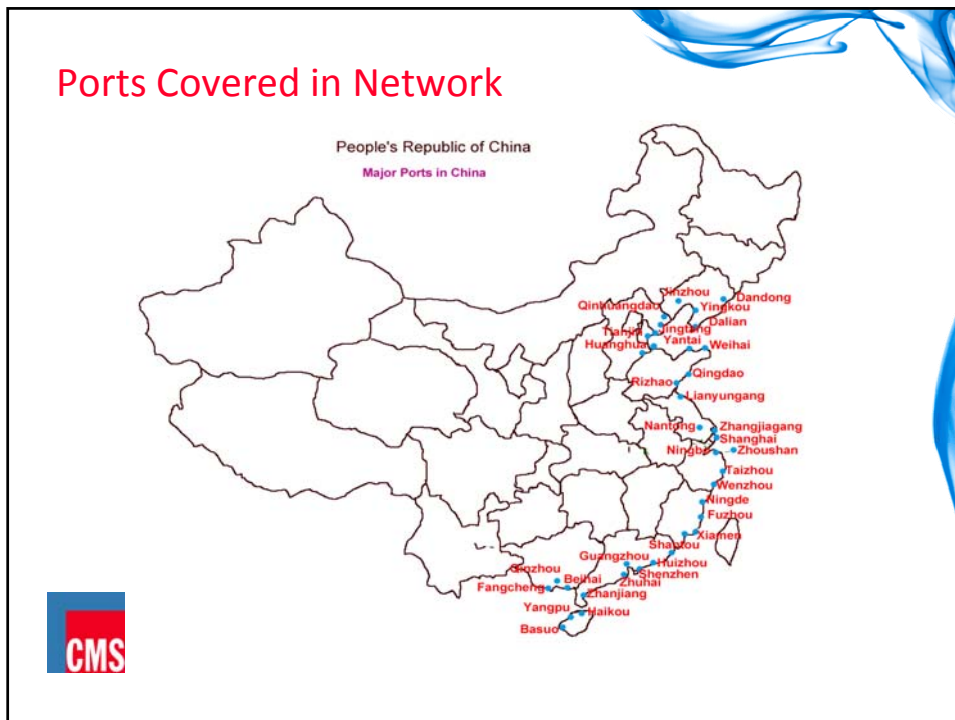 Ports Covered in Network
People's Republic of China
Major Ports in China
Jinzhou
Dandong
Qinhuangdao
Yingkou
Dalian
Jingtang
Tianjin
Yantai
Huanghua
Weihai
Qingdao
Rizhao
Lianyungang
Nantong
Zhangjiagang
Shanghai
Ningbo
Zhoushan
Taizhou
Wenzhou
Ningde
Fuzhou
Xiamen
Shantou
Guangzhou
Huizhou
Shenzhen
Qinzhou
Beihai
Zhuhai
Fangcheng
Zhanjiang
Yangpu
Haikou
Basuo
CMS